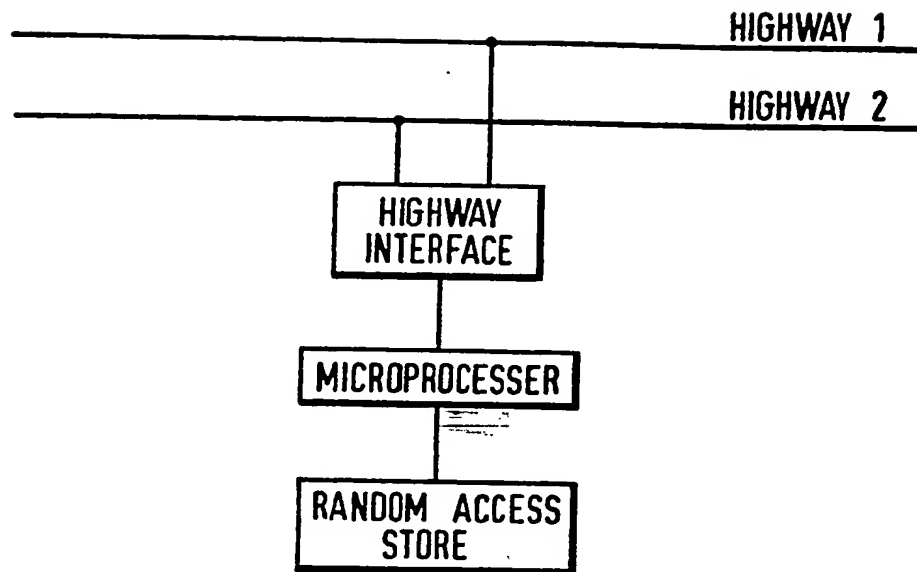 HIGHWAY 1
HIGHWAY 2
HIGHWAY
INTERFACE
MICROPROCESSER
RANDOM ACCESS
STORE